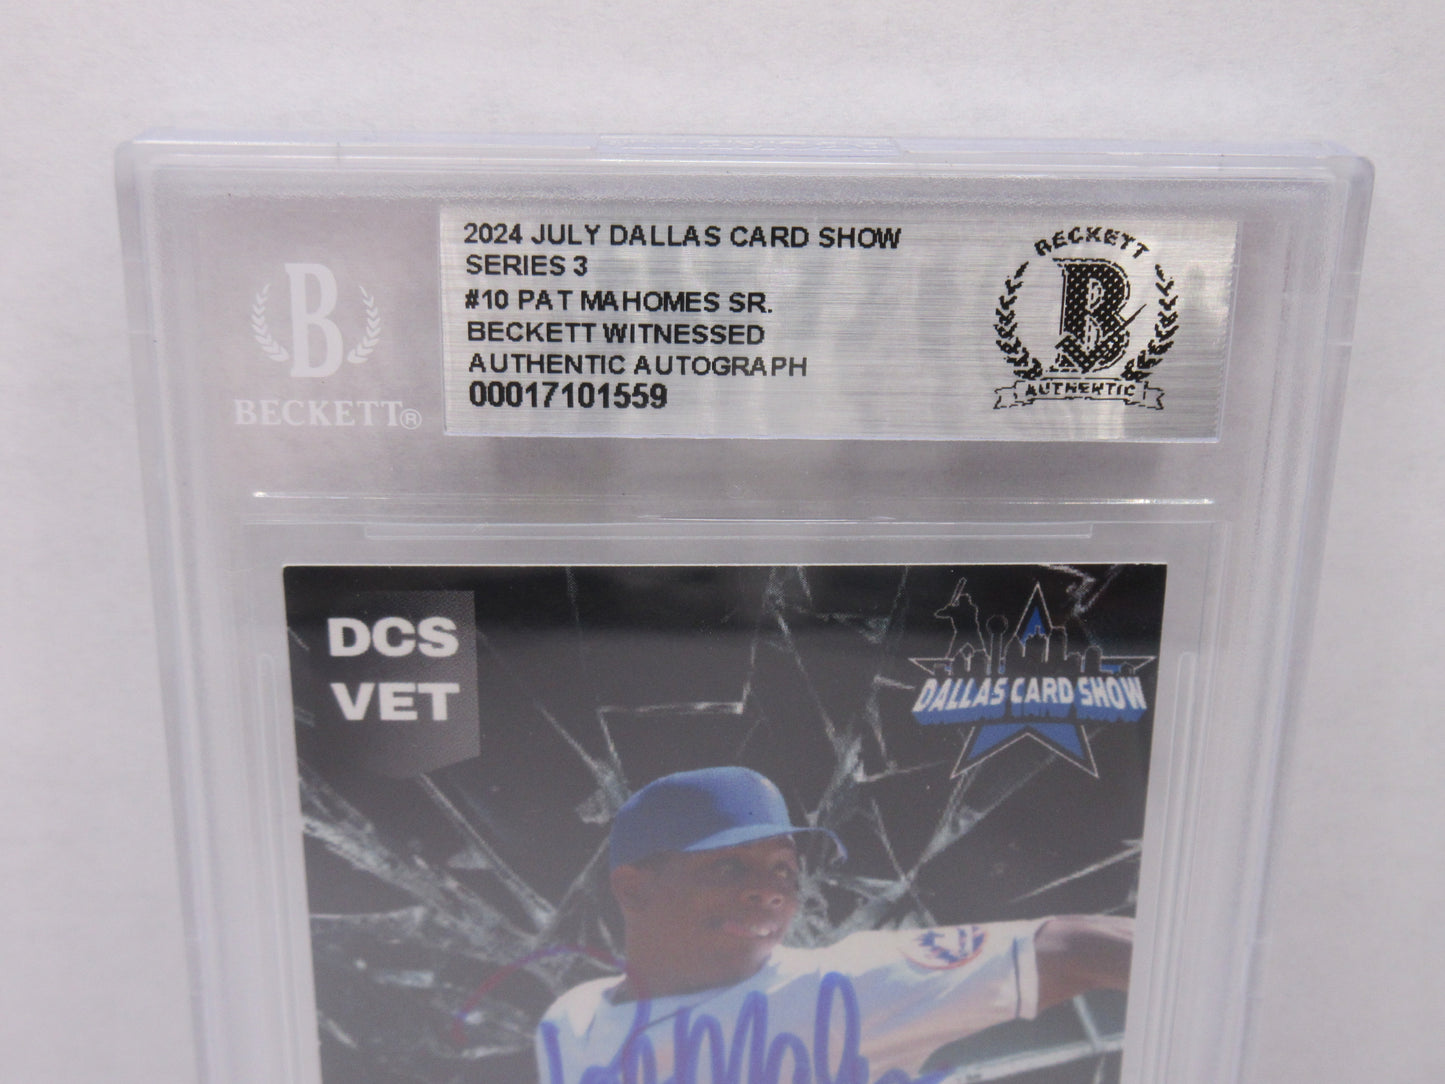 2024 JULY DALLAS CARD SHOW
SERIES 3
#10 PAT MAHOMES SR.
BECKETT WITNESSED
AUTHENTIC AUTOGRAPH
00017101559
BECKETT
B
AUTHENTIC
B
BECKETT®
DCS
VET
DALLAS CARD SHOW